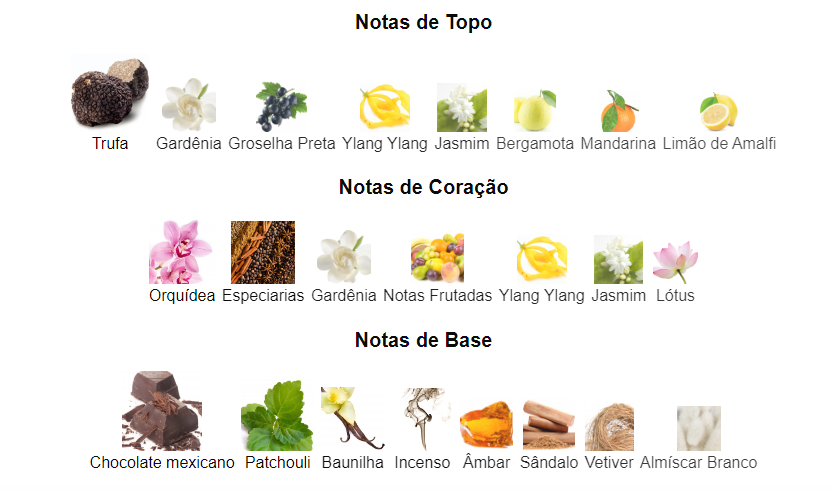 Notas de Topo
Trufa Gardênia Groselha Preta Ylang Ylang Jasmim Bergamota Mandarina Limão de Amalfi
Notas de Coração
Orquídea Especiarias Gardênia Notas Frutadas Ylang Ylang Jasmim Lótus
Notas de Base
Chocolate mexicano Patchouli Baunilha Incenso Âmbar Sândalo Vetiver Almíscar Branco